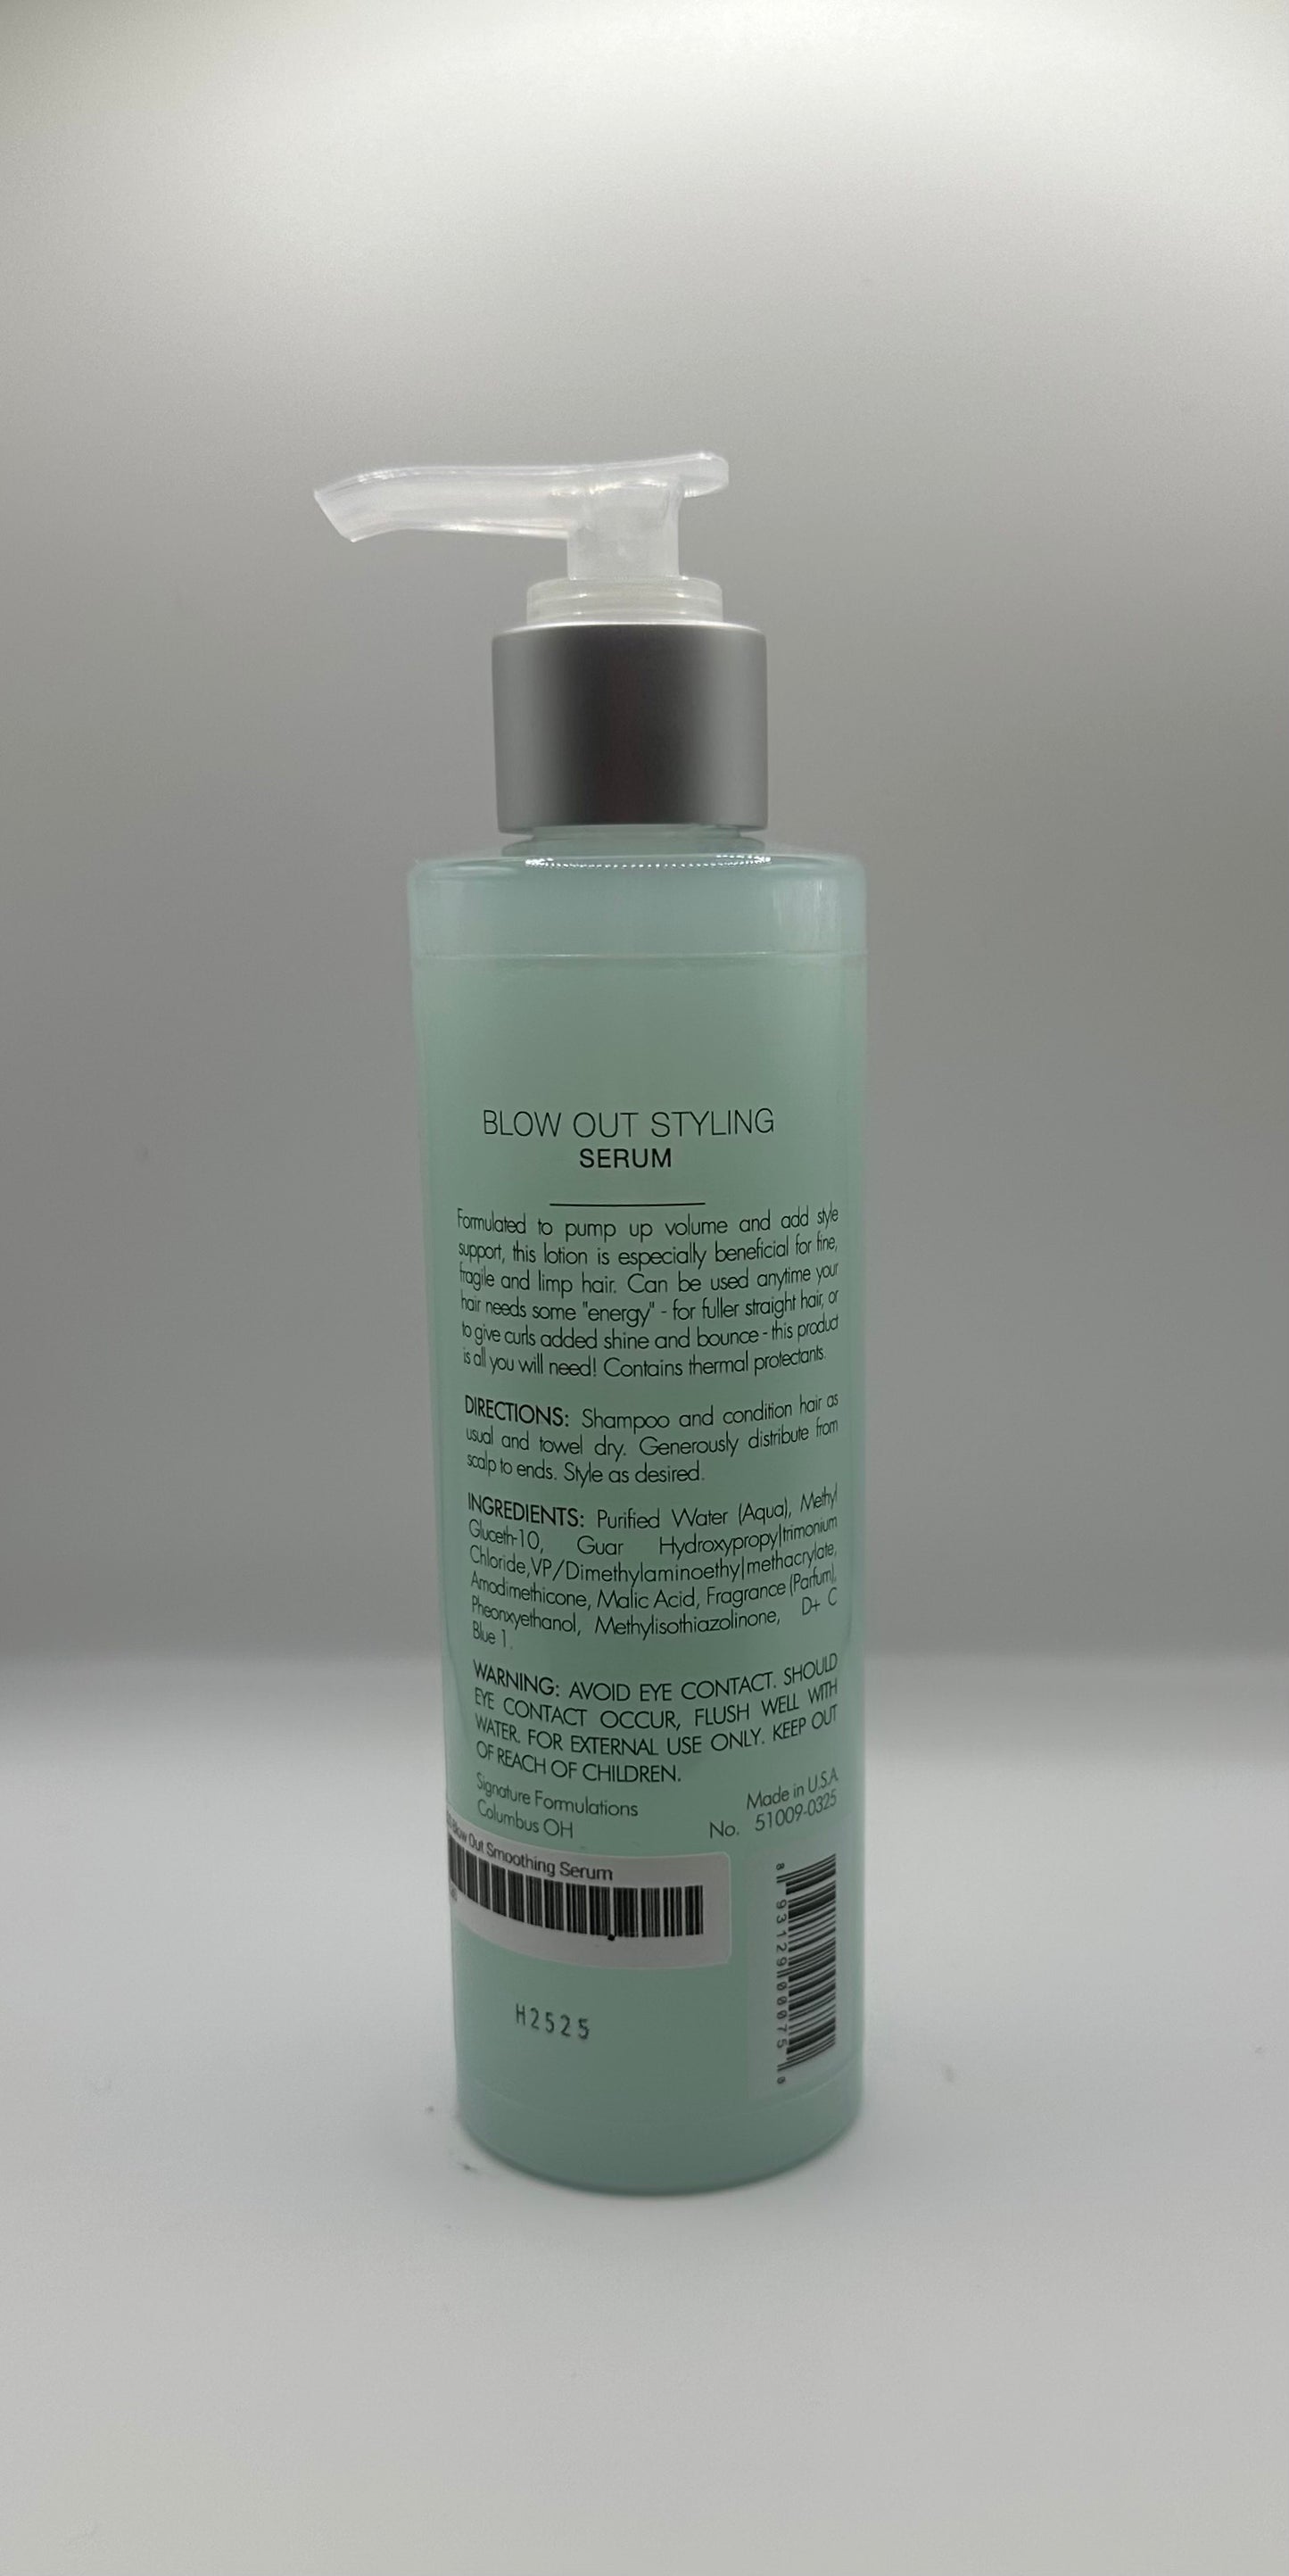 BLOW OUT STYLING
SERUM
Formulated to pump up volume and add style
support, this lotion is especially beneficial for fine,
fragile and limp hair. Can be used anytime your
hair needs some "energy" - for fuller straight hair, or
to give curls added shine and bounce - this product
is all you will need! Contains thermal protectants.
DIRECTIONS: Shampoo and condition hair as
usual and towel dry. Generously distribute from
scalp to ends. Style as desired.
INGREDIENTS: Purified Water (Aqua), Methyl
Gluceth-10, Guar Hydroxypropyltrimonium
Chloride,VP/Dimethylaminoethylmethacrylate,
Amodimethicone, Malic Acid, Fragrance (Parfum),
Pheonxyethanol, Methylisothiazolinone, D+ C
Blue 1.
WARNING: AVOID EYE CONTACT. SHOULD
EYE CONTACT OCCUR, FLUSH WELL WITH
WATER. FOR EXTERNAL USE ONLY. KEEP OUT
OF REACH OF CHILDREN.
Signature Formulations
Columbus OH
Made in U.S.A
No. 51009-0325
Blow Out Smoothing Serum
8 93129 00075 8
H2525